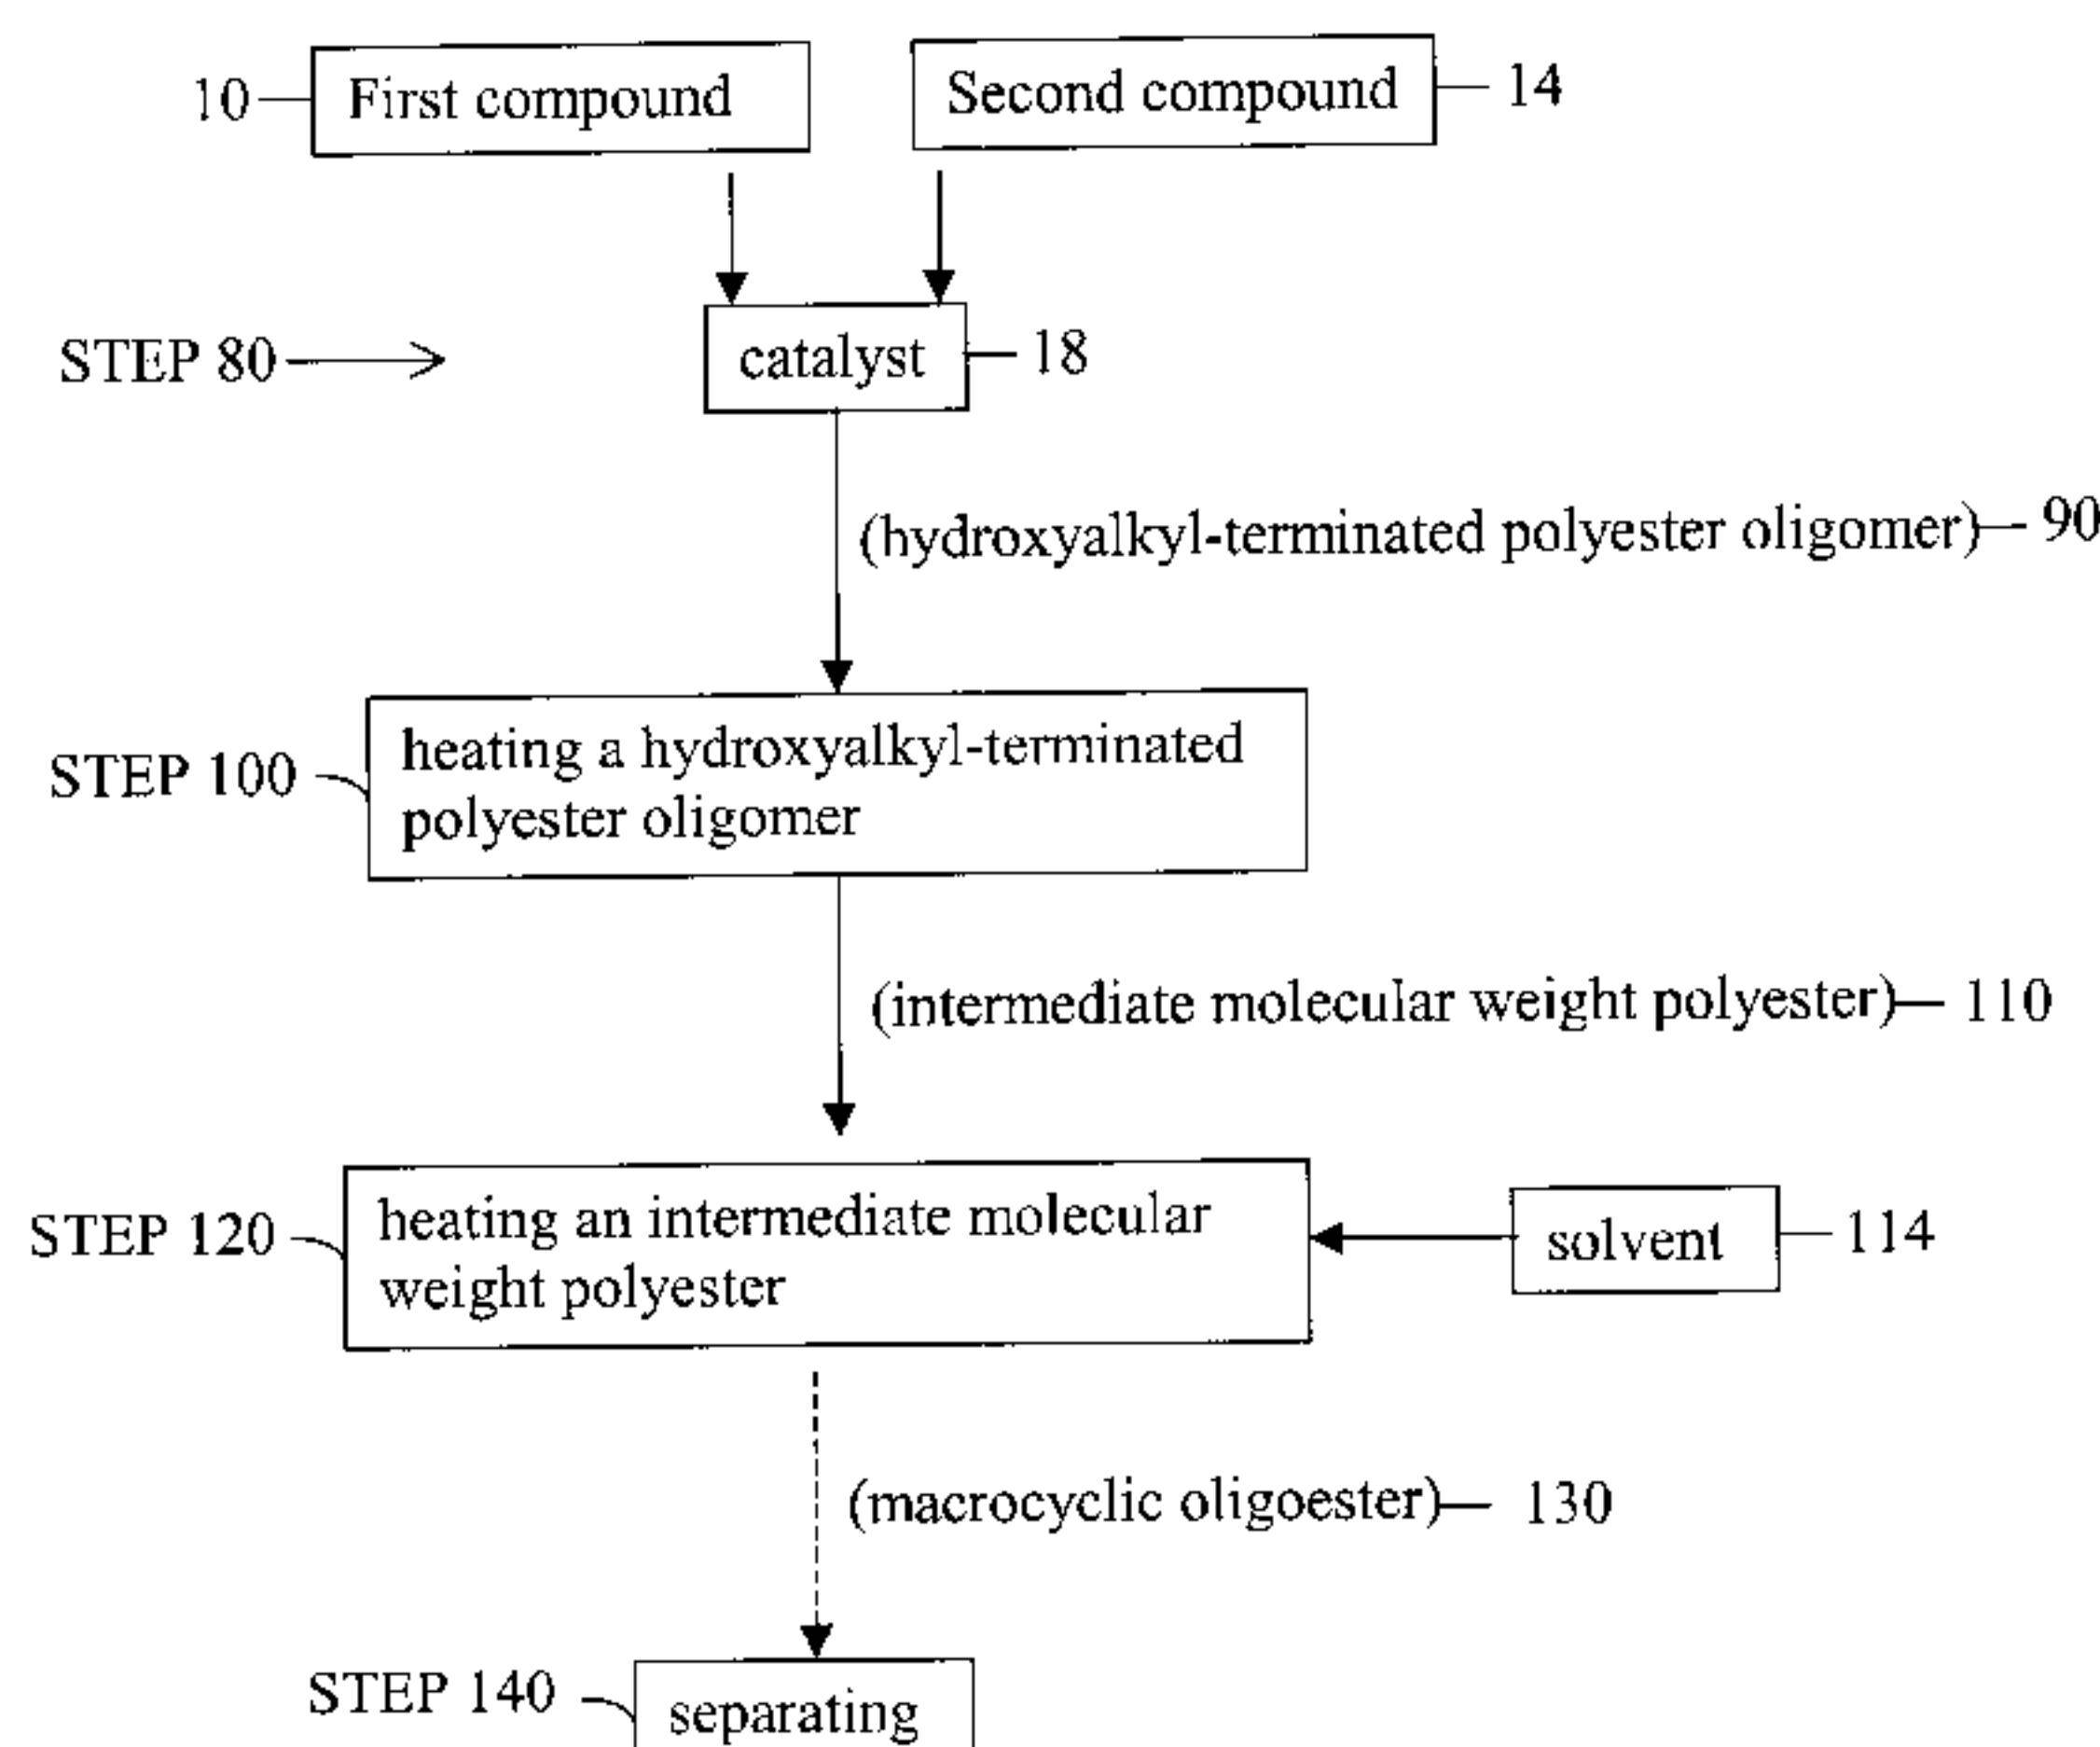 10
First compound
Second compound
14
STEP 80
catalyst
18
(hydroxyalkyl-terminated polyester oligomer)
90
STEP 100
heating a hydroxyalkyl-terminated
polyester oligomer
(intermediate molecular weight polyester)
110
STEP 120
heating an intermediate molecular
weight polyester
solvent
114
(macrocyclic oligoester)
130
STEP 140
separating